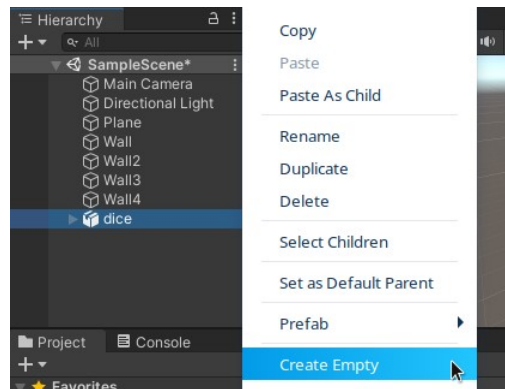 Hierarchy
All
SampleScene*
Main Camera
Directional Light
Plane
Wall
Wall2
Wall3
Wall4
dice
Project
Console
Favorites
Copy
Paste
Paste As Child
Rename
Duplicate
Delete
Select Children
Set as Default Parent
Prefab
Create Empty